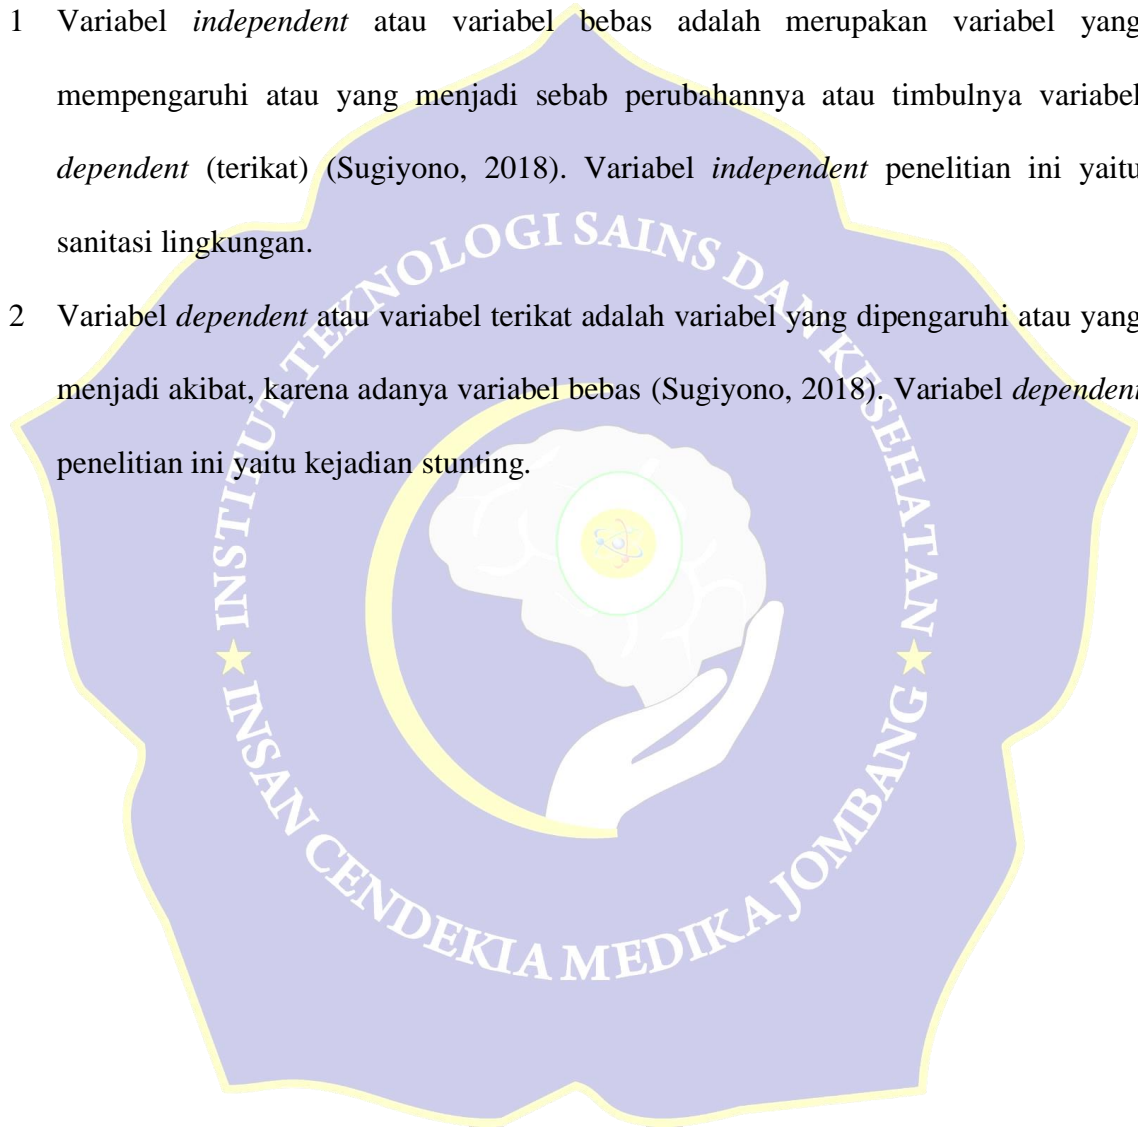 1 Variabel independent atau variabel bebas adalah merupakan variabel yang
mempengaruhi atau yang menjadi sebab perubahannya atau timbulnya variabel
dependent (terikat) (Sugiyono, 2018). Variabel independent penelitian ini yaitu
sanitasi lingkungan.
2 Variabel dependent atau variabel terikat adalah variabel yang dipengaruhi atau yang
menjadi akibat, karena adanya variabel bebas (Sugiyono, 2018). Variabel dependent
penelitian ini yaitu kejadian stunting.
INSTITUT TEKNOLOGI SAINS DAN KESEHATAN
INSAN CENDEKIA MEDIKA JOMBANG